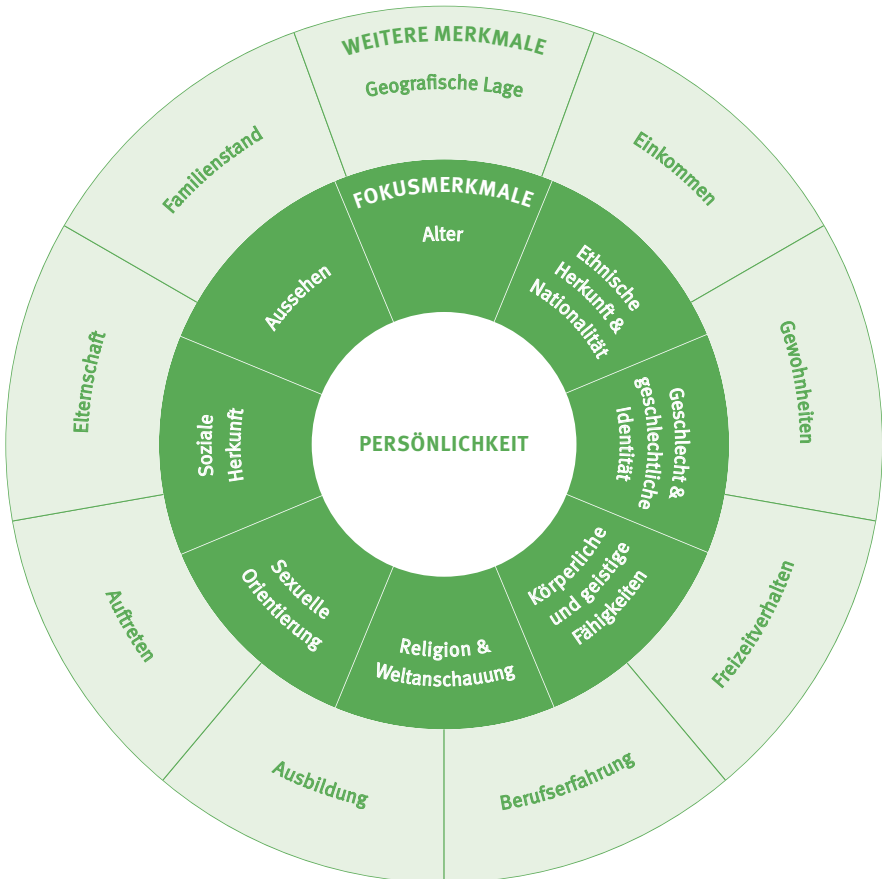 WEITERE MERKMALE
Geografische Lage
Einkommen
Gewohnheiten
Freizeitverhalten
Berufserfahrung
Ausbildung
Auftreten
Elternschaft
Familienstand
FOKUSMERKMALE
Alter
Ethnische
Herkunft &
Nationalität
Geschlecht &
geschlechtliche
Identität
Körperliche
und geistige
Fähigkeiten
Religion &
Weltanschauung
Sexuelle
Orientierung
Soziale
Herkunft
Aussehen
PERSÖNLICHKEIT